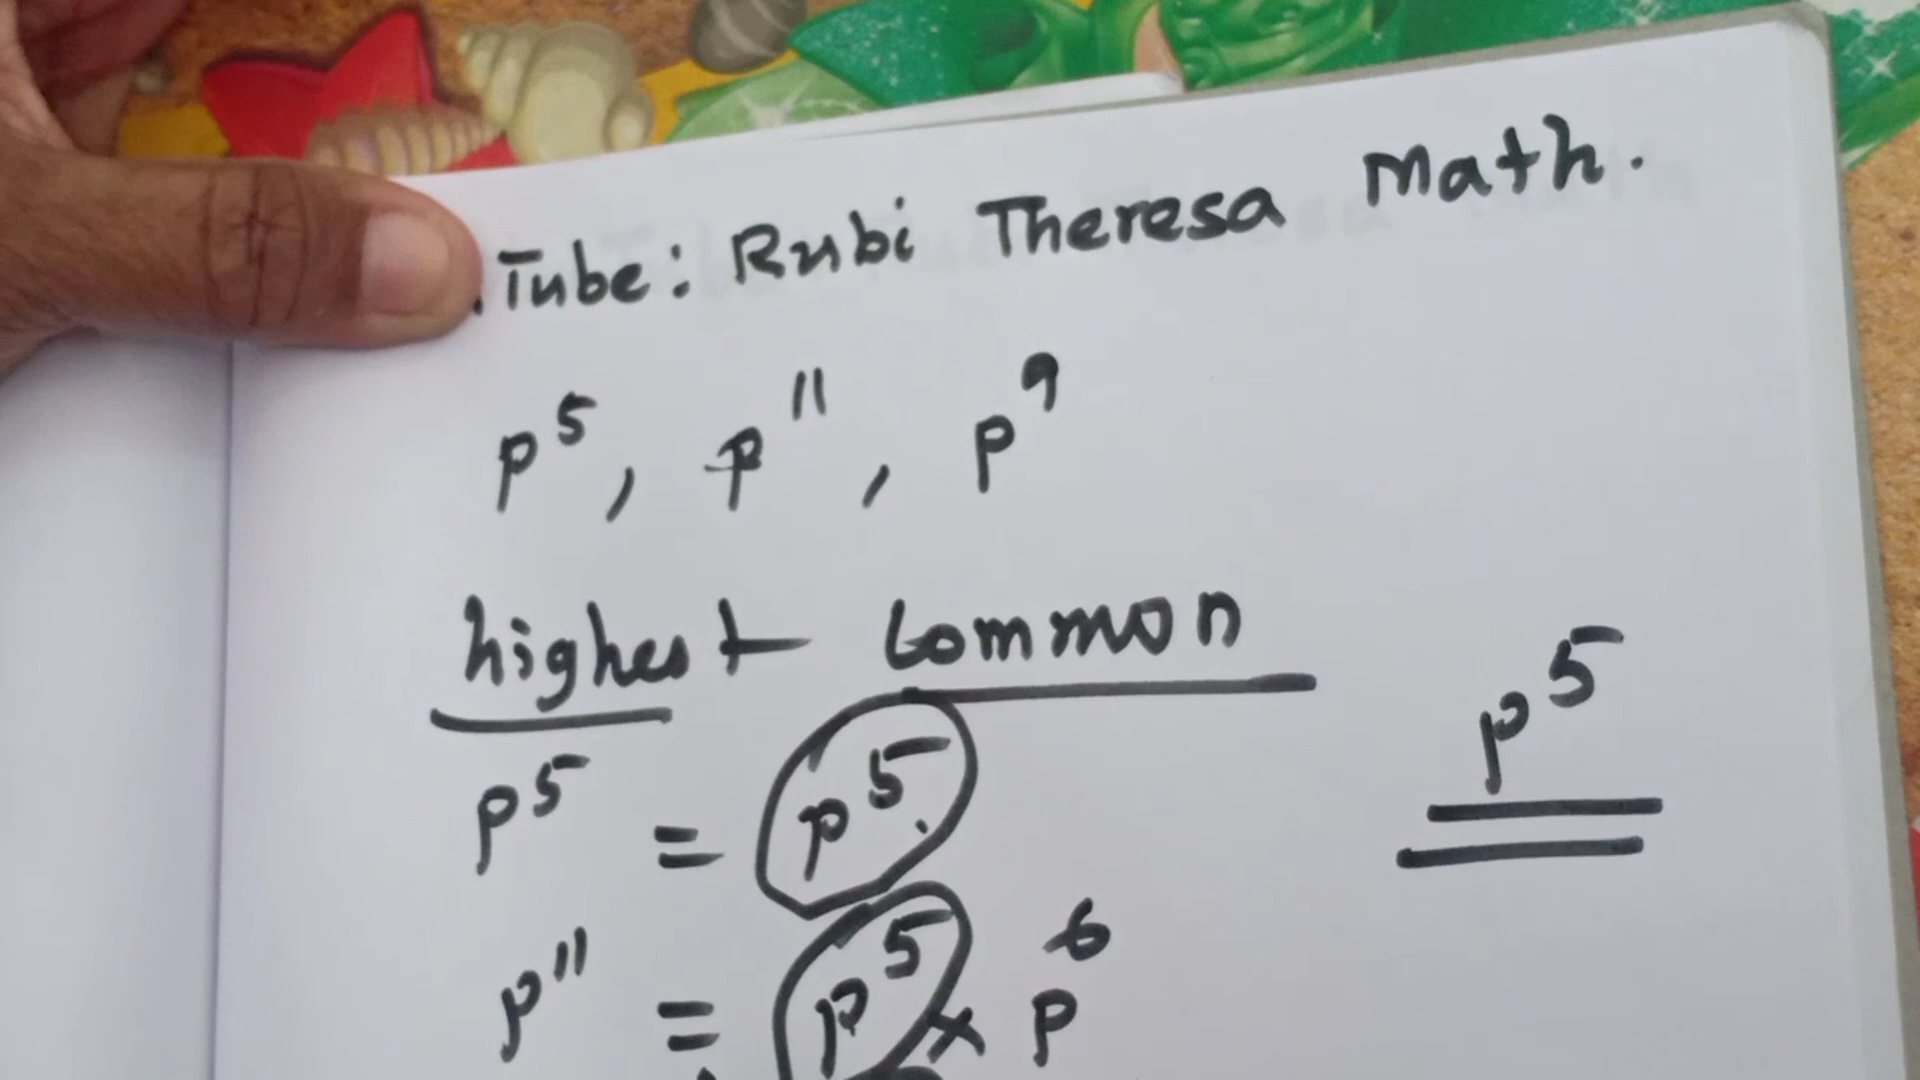 .Tube: Rubi Theresa Math.
p⁵, p¹¹, p⁹
highest common
p⁵ = p⁵.
p⁵
p¹¹ = p⁵ × p⁶